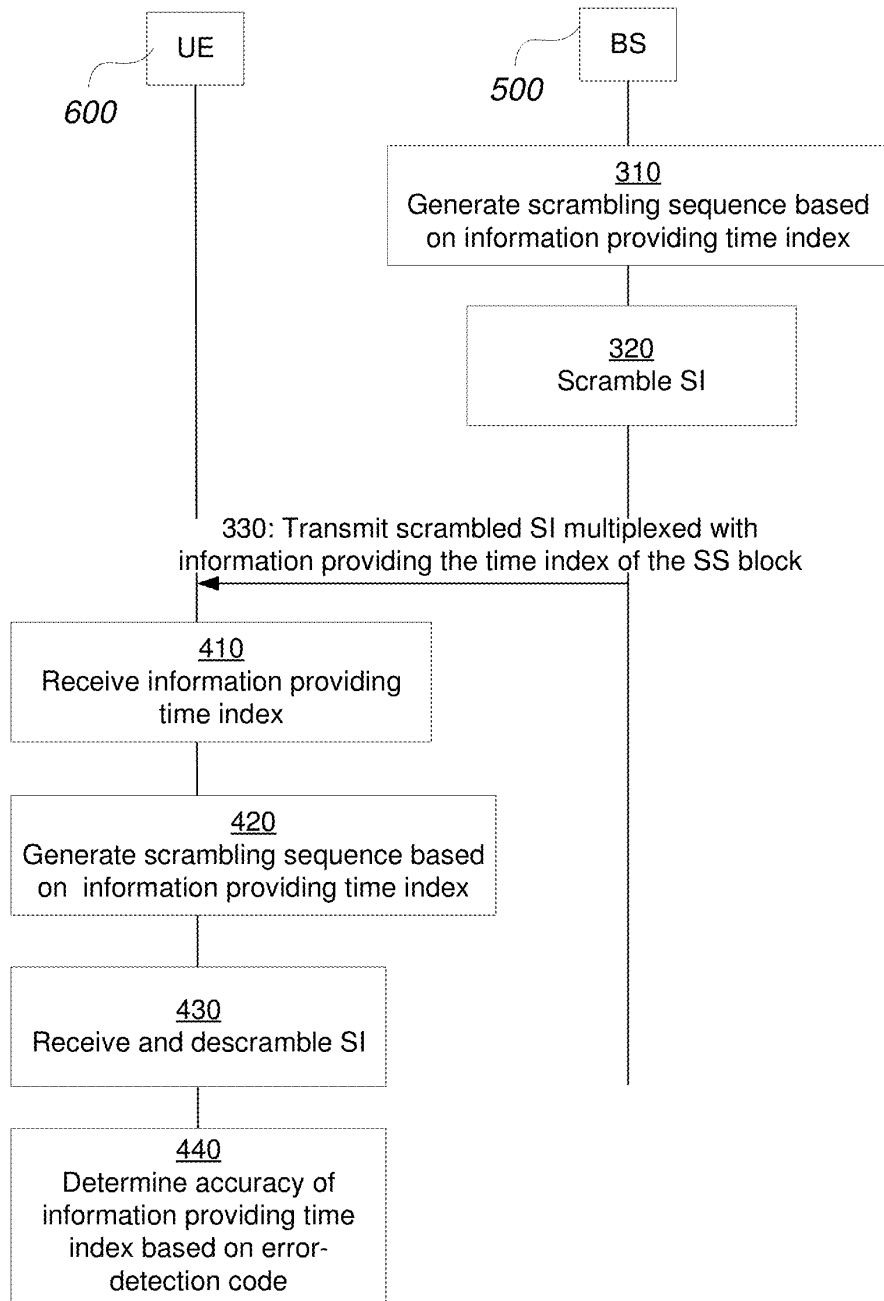 UE
BS
600
500
310
Generate scrambling sequence based
on information providing time index
320
Scramble SI
330: Transmit scrambled SI multiplexed with
information providing the time index of the SS block
410
Receive information providing
time index
420
Generate scrambling sequence based
on information providing time index
430
Receive and descramble SI
440
Determine accuracy of
information providing time
index based on error-
detection code